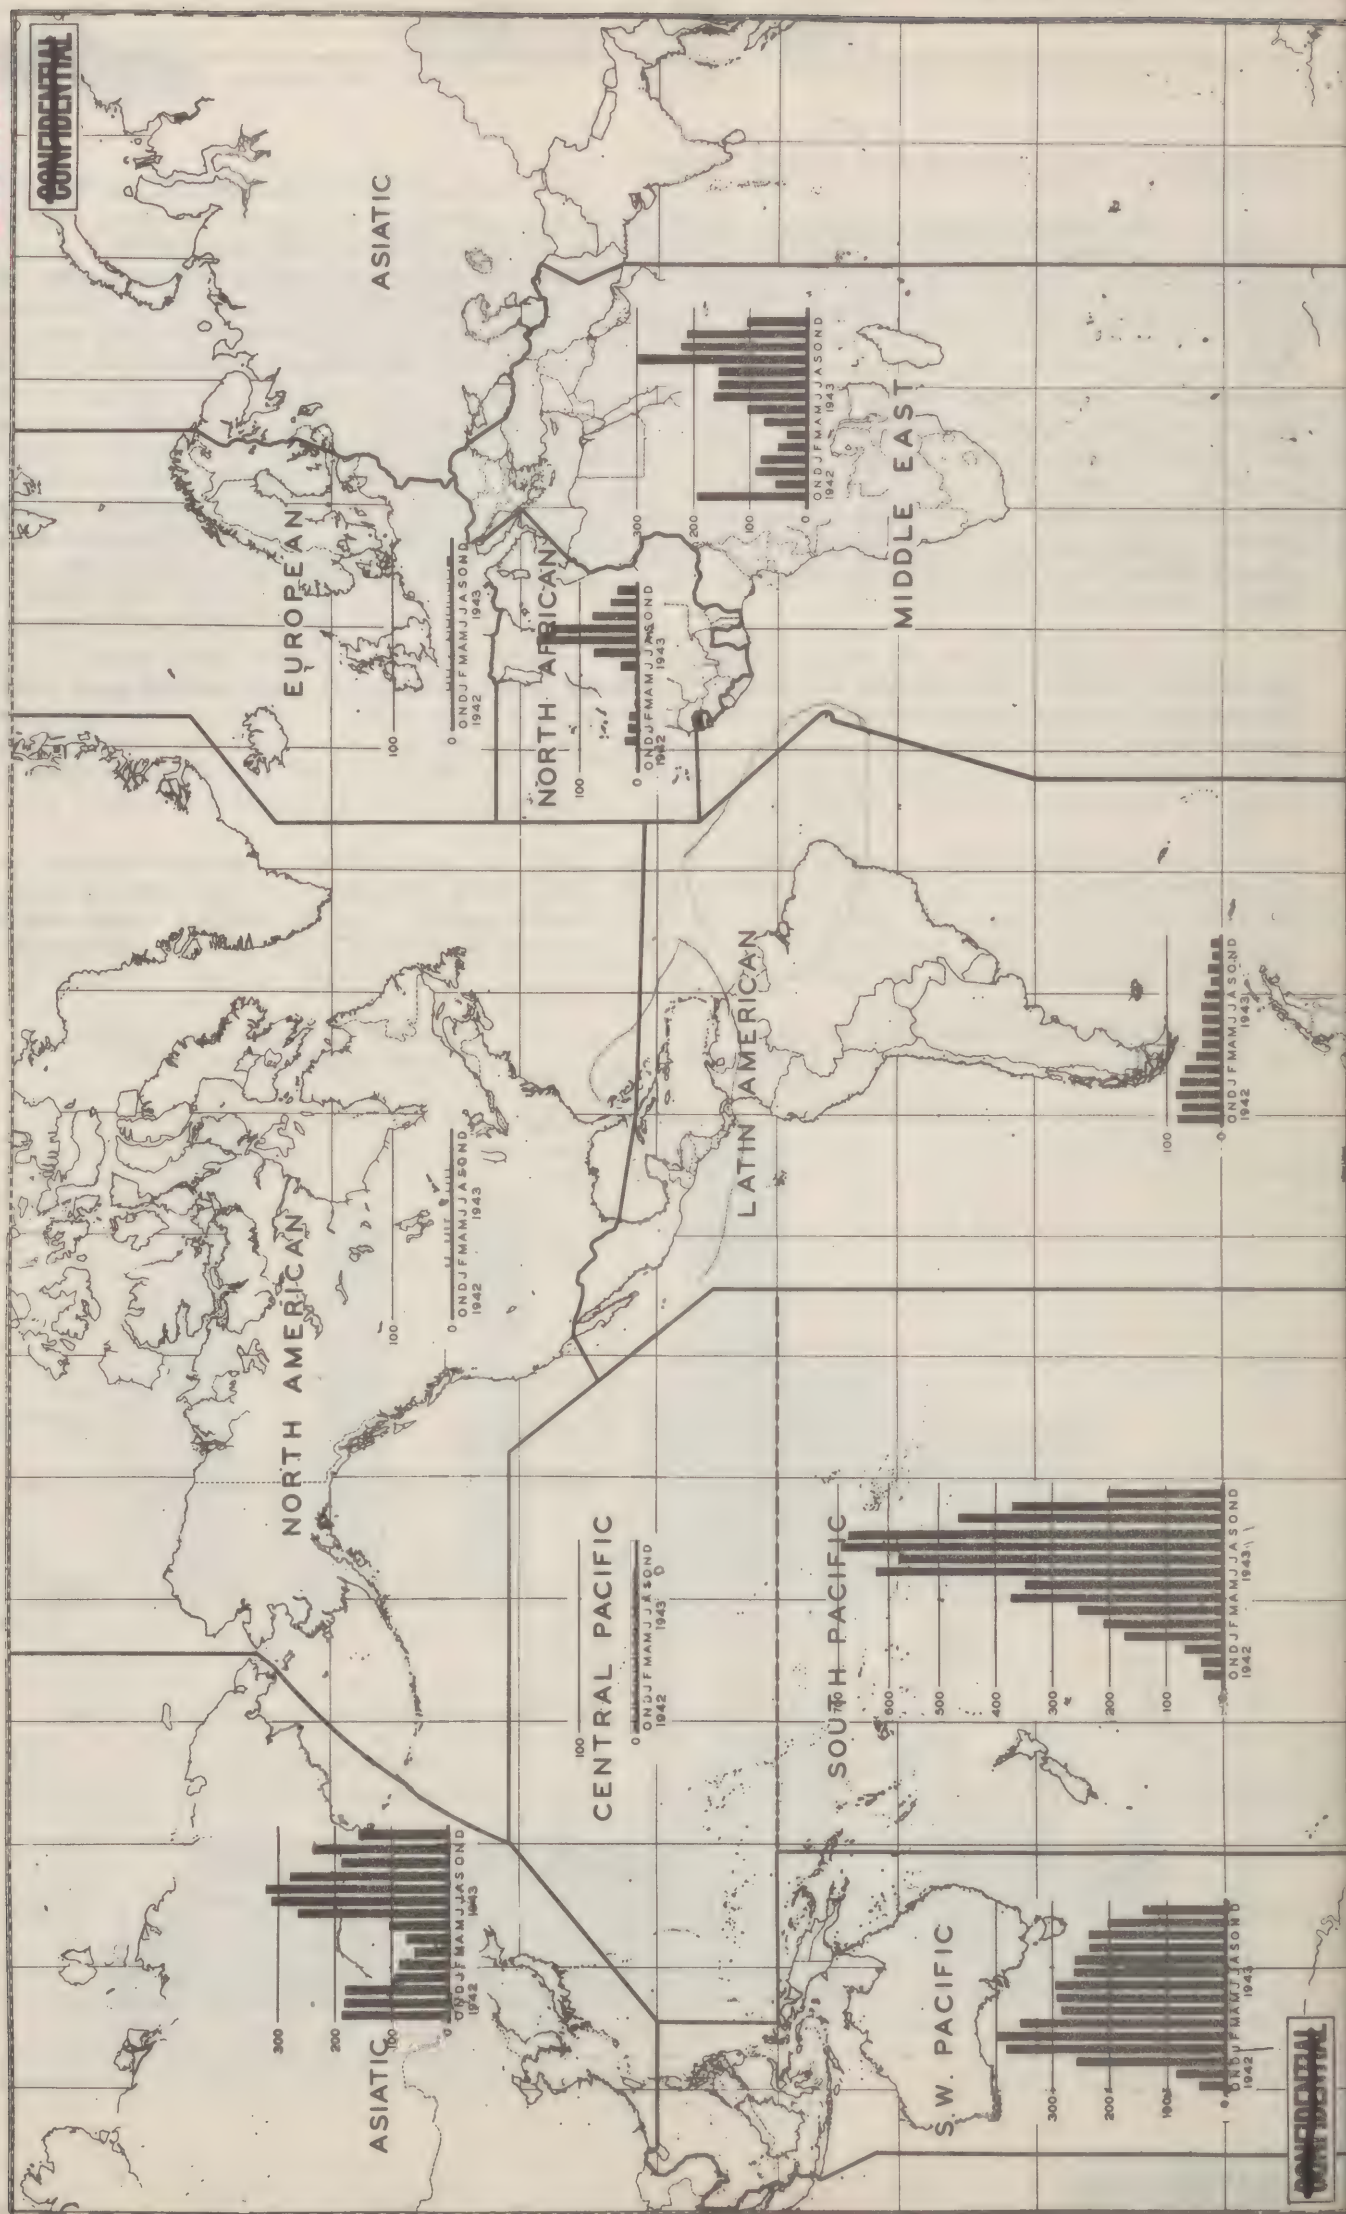 CONFIDENTIAL
ASIATIC
300
200
100
0
O N D J F M A M J J A S O N D
1942 1943
NORTH AMERICAN
100
0
O N D J F M A M J J A S O N D
1942 1943
EUROPEAN
100
0
O N D J F M A M J J A S O N D
1942 1943
ASIATIC
CENTRAL PACIFIC
100
0
O N D J F M A M J J A S O N D
1942 1943
NORTH AFRICAN
100
0
O N D J F M A M J J A S O N D
1942 1943
LATIN AMERICAN
100
0
O N D J F M A M J J A S O N D
1942 1943
MIDDLE EAST
300
200
100
0
O N D J F M A M J J A S O N D
1942 1943
SOUTH PACIFIC
700
600
500
400
300
200
100
O N D J F M A M J J A S O N D
1942 1943
S.W. PACIFIC
300
200
100
0
O N D J F M A M J J A S O N D
1942 1943
CONFIDENTIAL